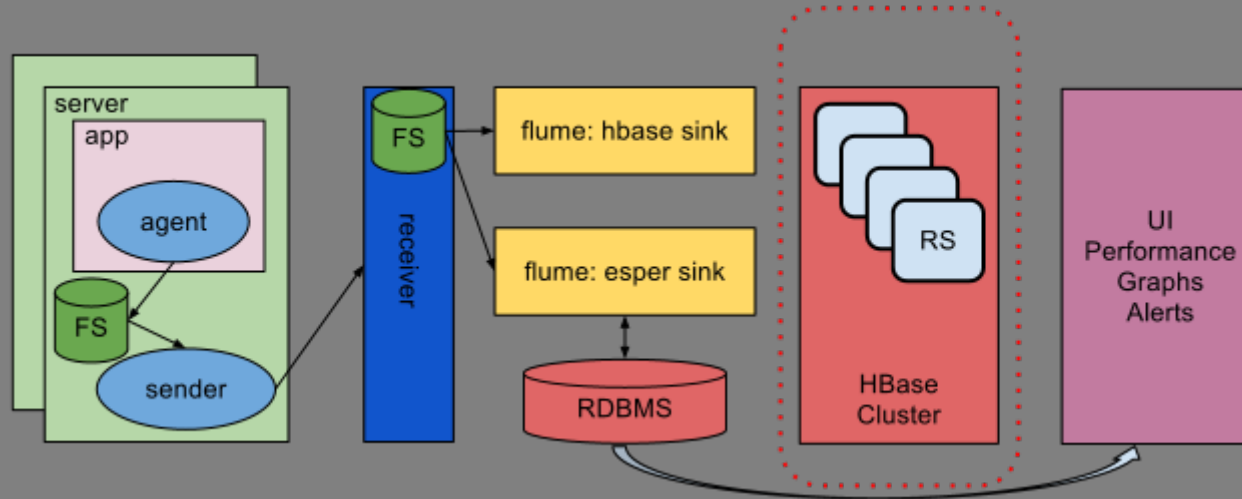 server
app
agent
FS
sender
FS
receiver
flume: hbase sink
flume: esper sink
RDBMS
RS
HBase
Cluster
UI
Performance
Graphs
Alerts